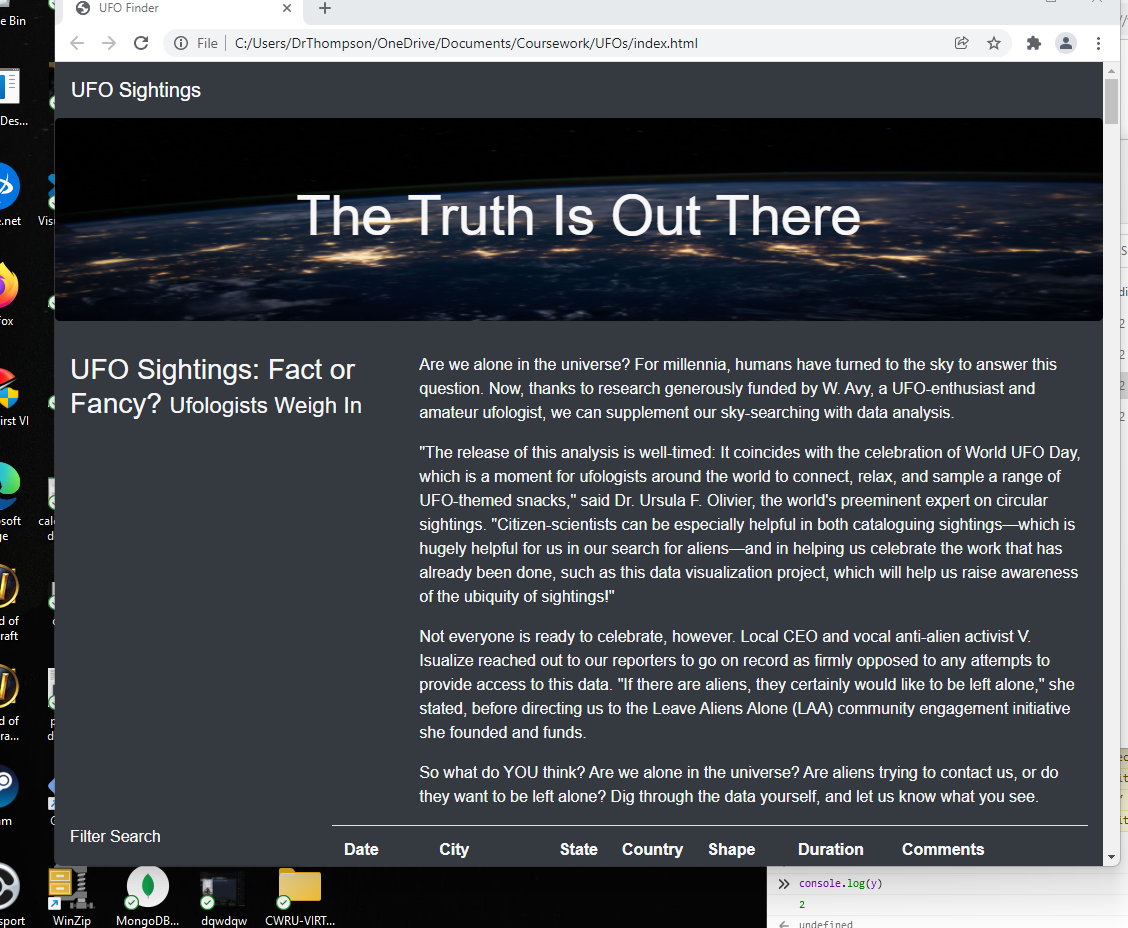 UFO Finder
File
C:/Users/DrThompson/OneDrive/Documents/Coursework/UFOs/index.html
UFO Sightings
The Truth Is Out There
UFO Sightings: Fact or
Fancy? Ufologists Weigh In
Are we alone in the universe? For millennia, humans have turned to the sky to answer this
question. Now, thanks to research generously funded by W. Avy, a UFO-enthusiast and
amateur ufologist, we can supplement our sky-searching with data analysis.
"The release of this analysis is well-timed: It coincides with the celebration of World UFO Day,
which is a moment for ufologists around the world to connect, relax, and sample a range of
UFO-themed snacks," said Dr. Ursula F. Olivier, the world's preeminent expert on circular
sightings. "Citizen-scientists can be especially helpful in both cataloguing sightings—which is
hugely helpful for us in our search for aliens—and in helping us celebrate the work that has
already been done, such as this data visualization project, which will help us raise awareness
of the ubiquity of sightings!"
Not everyone is ready to celebrate, however. Local CEO and vocal anti-alien activist V.
Isualize reached out to our reporters to go on record as firmly opposed to any attempts to
provide access to this data. "If there are aliens, they certainly would like to be left alone," she
stated, before directing us to the Leave Aliens Alone (LAA) community engagement initiative
she founded and funds.
So what do YOU think? Are we alone in the universe? Are aliens trying to contact us, or do
they want to be left alone? Dig through the data yourself, and let us know what you see.
Filter Search
Date City State Country Shape Duration Comments
e Bin
Des...
.net
Vis
ox
irst VI
soft
ge
cal
d
d of
raft
d of
ra...
p
d
m
sport
WinZip
MongoDB...
dqwdqw
CWRU-VIRT...
console.log(y)
2
undefined